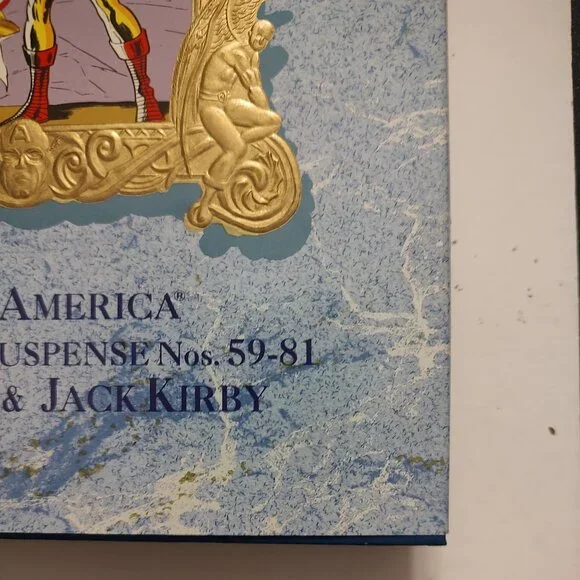 A
AMERICA®
USPENSE NOS. 59-81
& JACK KIRBY